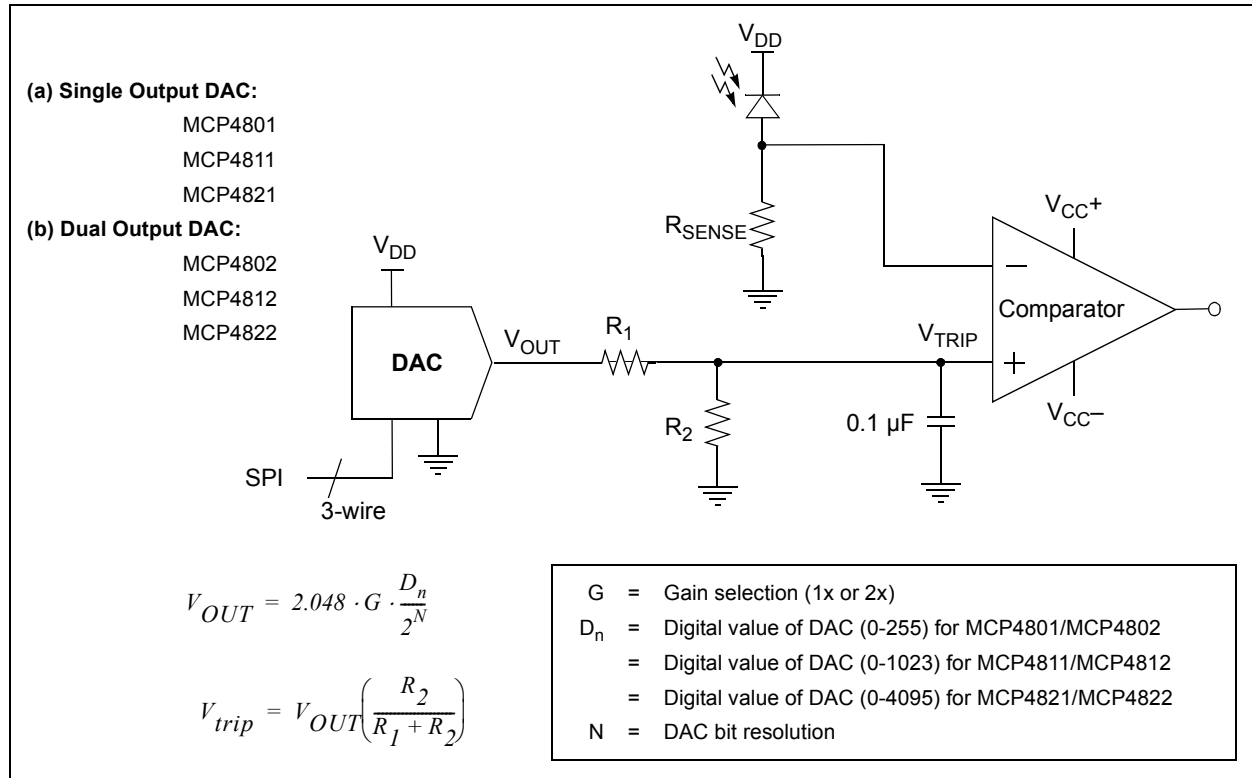 (a) Single Output DAC:
MCP4801
MCP4811
MCP4821
(b) Dual Output DAC:
MCP4802
MCP4812
MCP4822
V_DD
DAC
SPI
3-wire
V_OUT
R_1
R_2
V_DD
R_SENSE
V_TRIP
0.1 µF
V_CC+
−
Comparator
+
V_CC−
V_OUT = 2.048 · G · D_n / 2^N
V_trip = V_OUT ( R_2 / (R_1 + R_2) )
G = Gain selection (1x or 2x)
D_n = Digital value of DAC (0-255) for MCP4801/MCP4802
= Digital value of DAC (0-1023) for MCP4811/MCP4812
= Digital value of DAC (0-4095) for MCP4821/MCP4822
N = DAC bit resolution